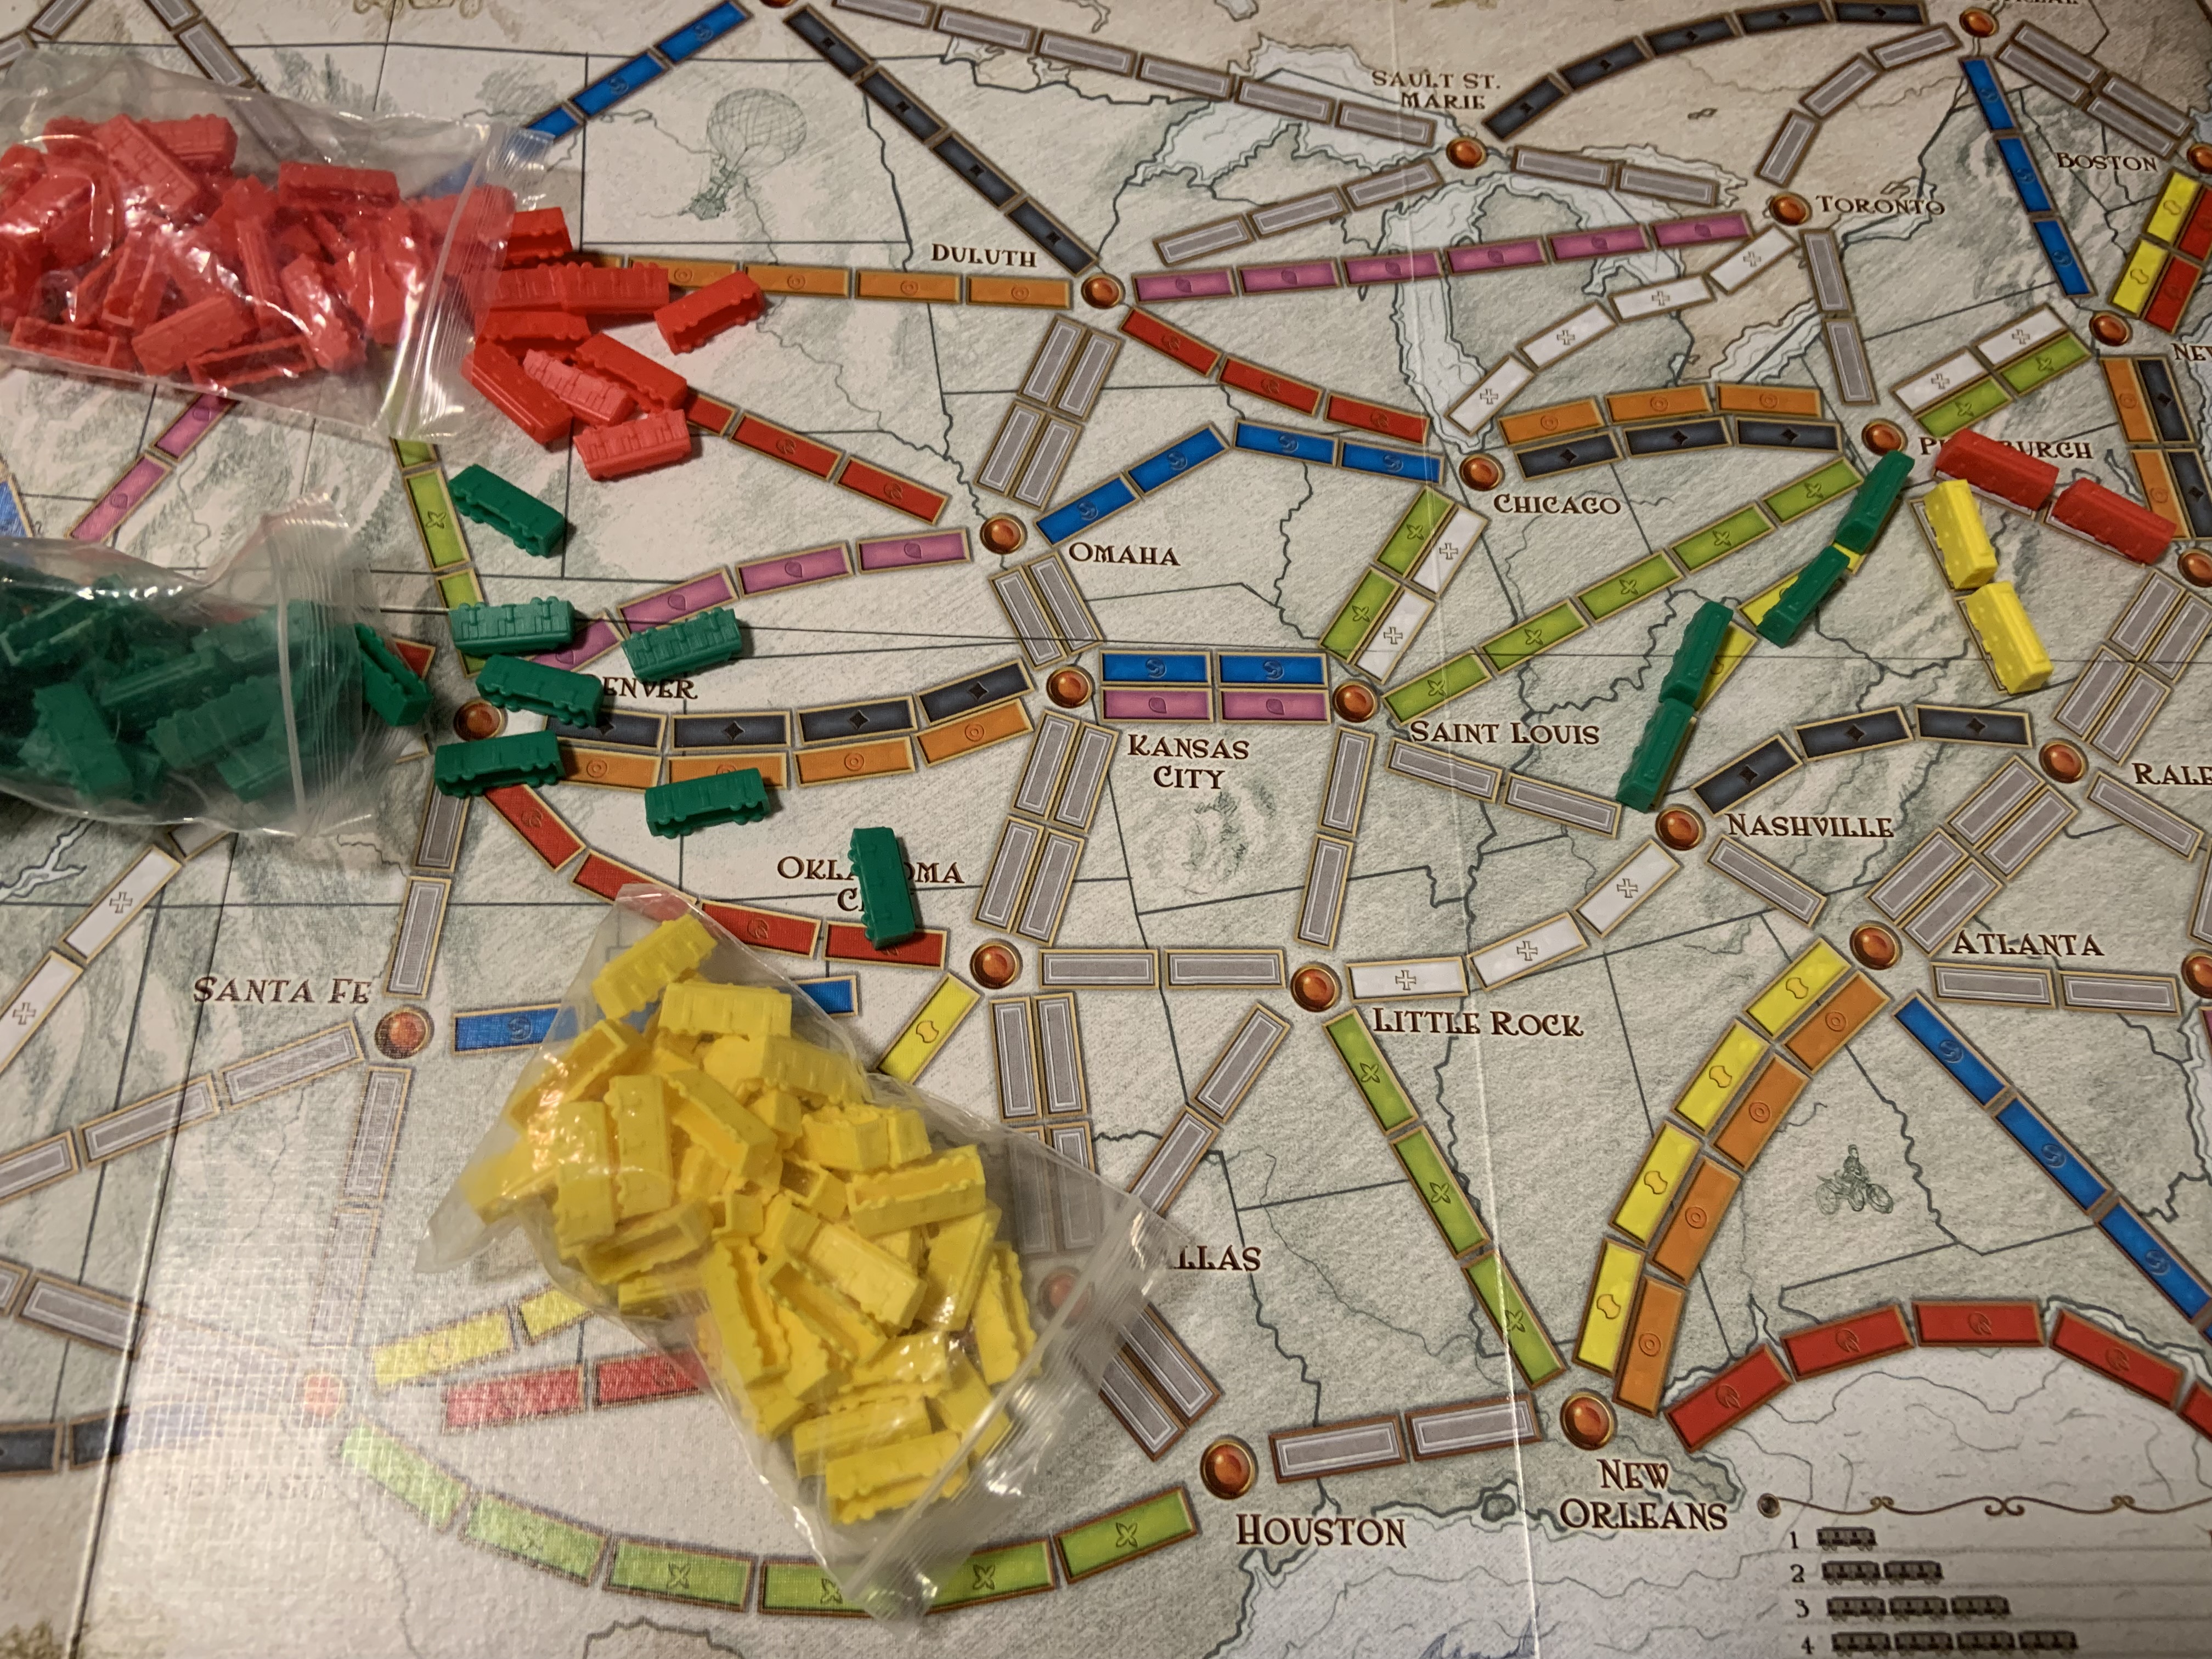 SANTA FE
DULUTH
OMAHA
KANSAS
CITY
SAULT ST.
MARIE
HOUSTON
LITTLE ROCK
SAINT LOUIS
CHICAGO
NEW
ORLEANS
NASHVILLE
TORONTO
ATLANTA
BOSTON
1
2
3
4